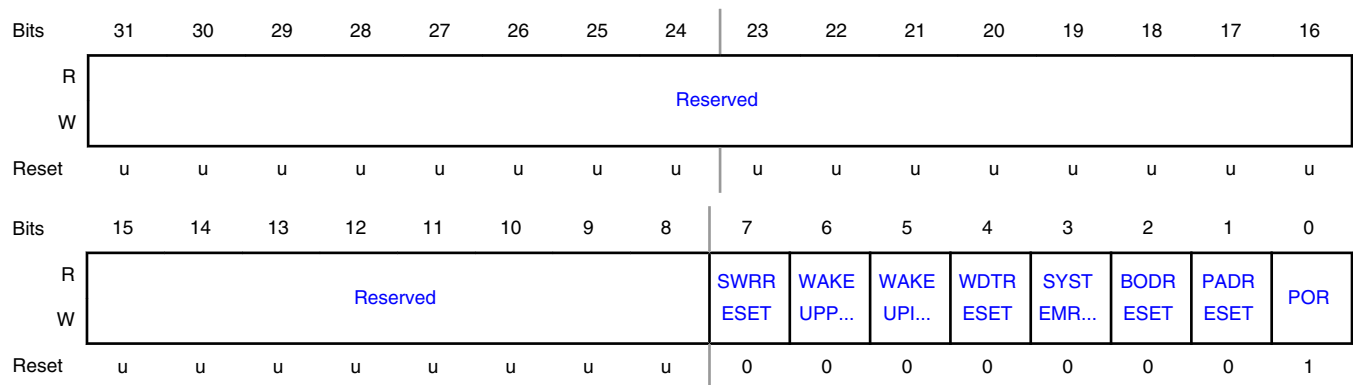 Bits 31 30 29 28 27 26 25 24 23 22 21 20 19 18 17 16
R
Reserved
W
Reset u u u u u u u u u u u u u u u u
Bits 15 14 13 12 11 10 9 8 7 6 5 4 3 2 1 0
R SWRR WAKE WAKE WDTR SYST BODR PADR
Reserved POR
W ESET UPP... UPI... ESET EMR... ESET ESET
Reset u u u u u u u u 0 0 0 0 0 0 0 1